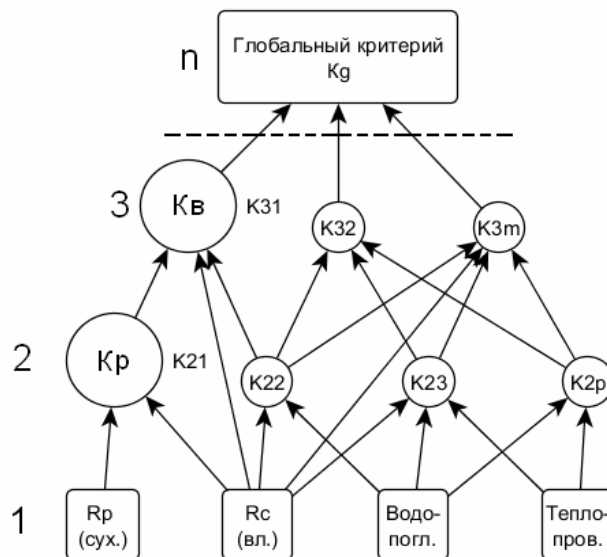 n
Глобальный критерий
Kg
3
Кв
K31
K32
K3m
2
Кр
K21
K22
K23
K2p
1
Rp
(сух.)
Rc
(вл.)
Водо-
погл.
Тепло-
пров.